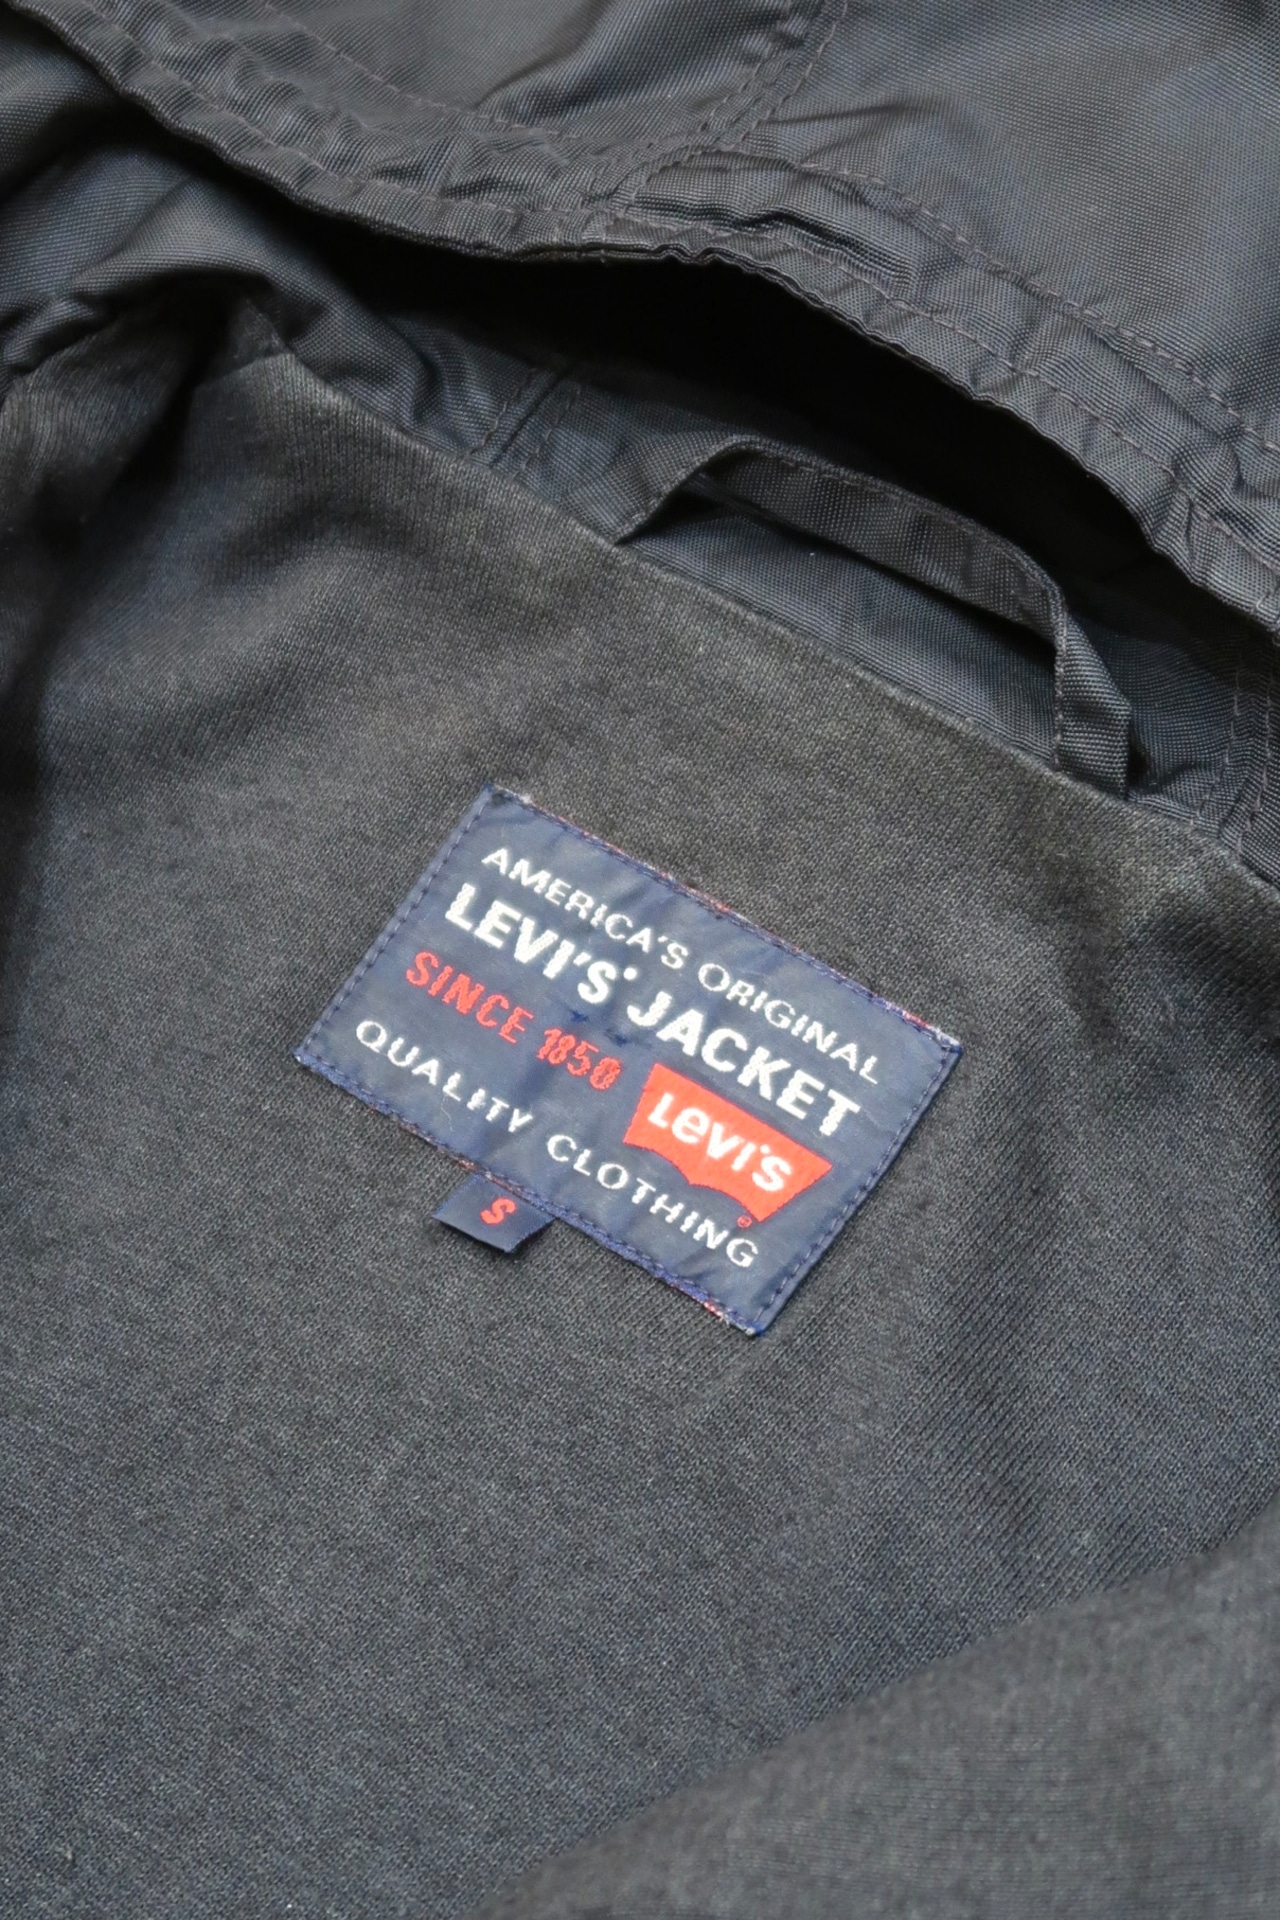 AMERICA'S ORIGINAL
LEVI'S® JACKET
SINCE 1850
Levi's®
QUALITY CLOTHING
S